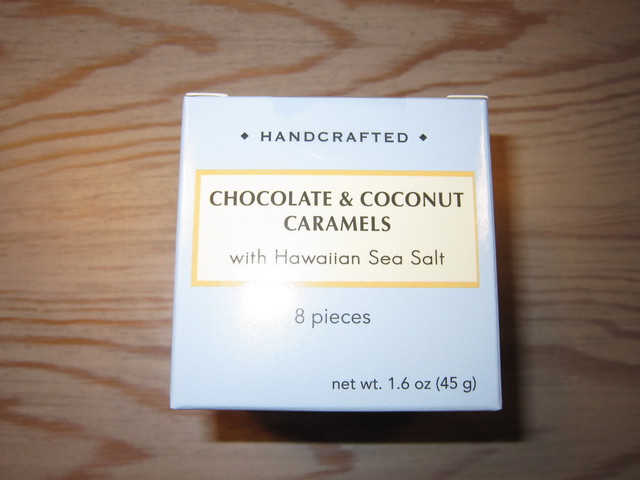 ◆ HANDCRAFTED ◆
CHOCOLATE & COCONUT
CARAMELS
with Hawaiian Sea Salt
8 pieces
net wt. 1.6 oz (45 g)